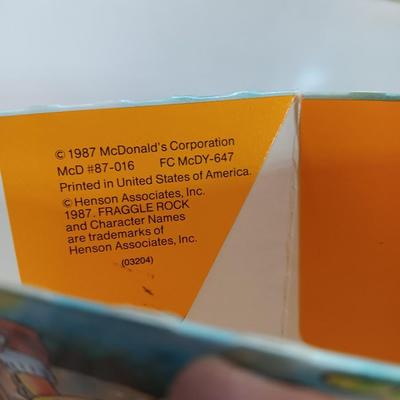 © 1987 McDonald's Corporation
McD #87-016 FC McDY-647
Printed in United States of America.
© Henson Associates, Inc.
1987. FRAGGLE ROCK
and Character Names
are trademarks of
Henson Associates, Inc.
(03204)